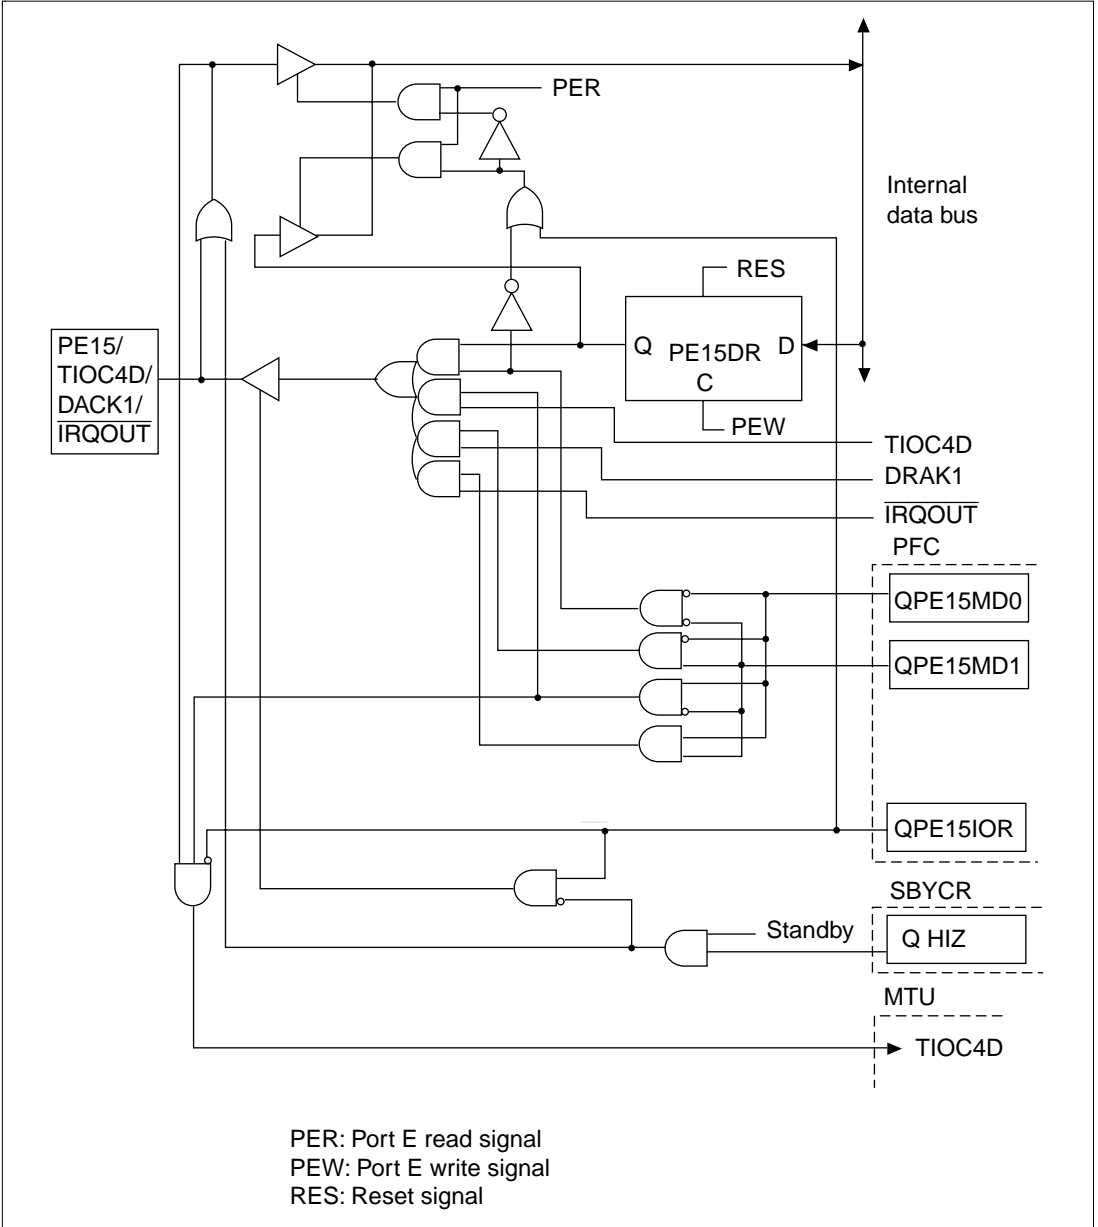 PER
Internal
data bus
RES
PE15/
TIOC4D/
DACK1/
IRQOUT
Q PE15DR D
C
PEW
TIOC4D
DRAK1
IRQOUT
PFC
QPE15MD0
QPE15MD1
QPE15IOR
SBYCR
Standby
Q HIZ
MTU
TIOC4D
PER: Port E read signal
PEW: Port E write signal
RES: Reset signal